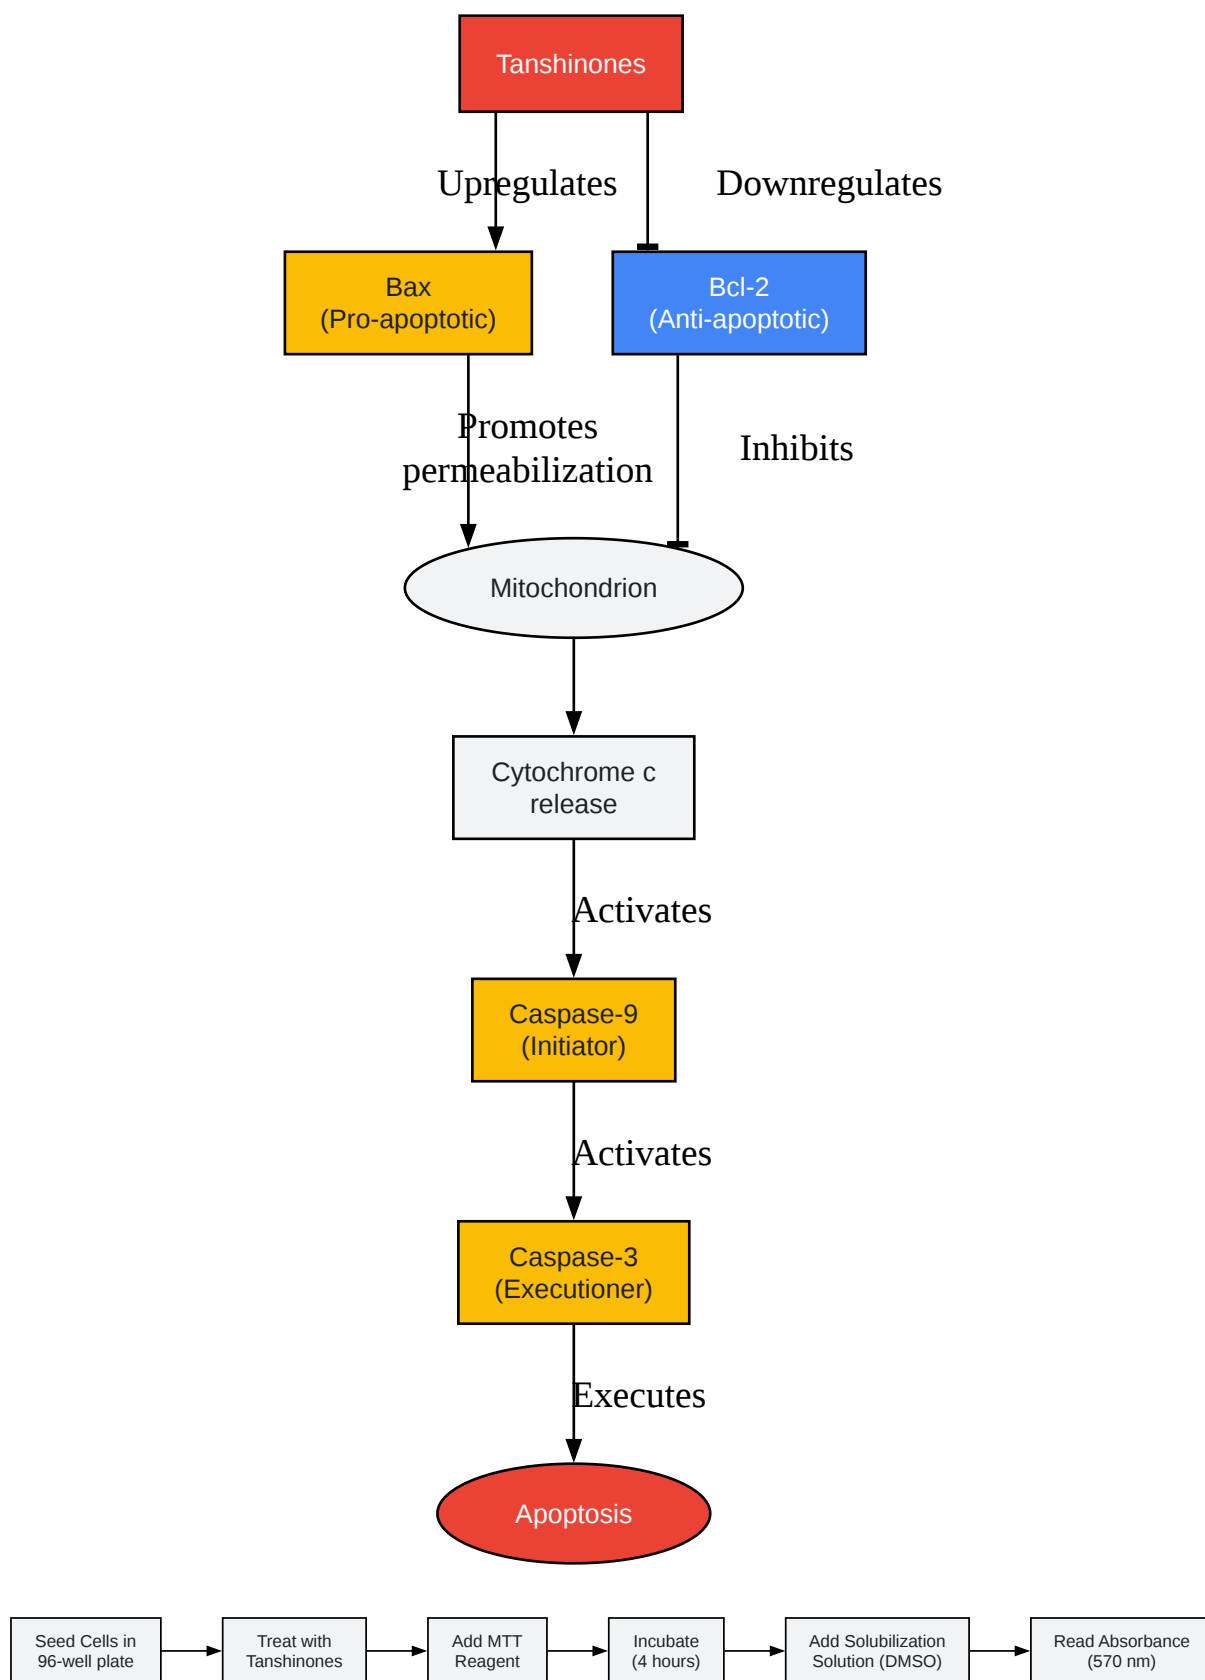 Tanshinones
Upregulates
Downregulates
Bax
(Pro-apoptotic)
Bcl-2
(Anti-apoptotic)
Promotes
permeabilization
Inhibits
Mitochondrion
Cytochrome c
release
Activates
Caspase-9
(Initiator)
Activates
Caspase-3
(Executioner)
Executes
Apoptosis
Seed Cells in
96-well plate
Treat with
Tanshinones
Add MTT
Reagent
Incubate
(4 hours)
Add Solubilization
Solution (DMSO)
Read Absorbance
(570 nm)